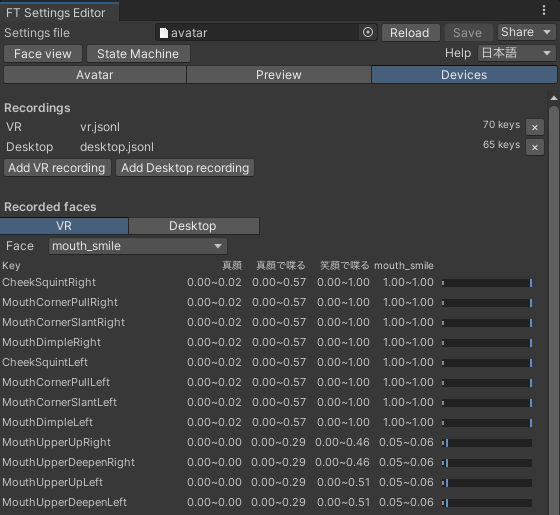 FT Settings Editor
Settings file avatar Reload Save Share
Face view State Machine Help 日本語
Avatar Preview Devices
Recordings
VR vr.jsonl 70 keys ×
Desktop desktop.jsonl 65 keys ×
Add VR recording Add Desktop recording
Recorded faces
VR Desktop
Face mouth_smile
Key 真顔 真顔で喋る 笑顔で喋る mouth_smile
CheekSquintRight 0.00~0.02 0.00~0.57 0.00~1.00 1.00~1.00
MouthCornerPullRight 0.00~0.02 0.00~0.57 0.00~1.00 1.00~1.00
MouthCornerSlantRight 0.00~0.02 0.00~0.57 0.00~1.00 1.00~1.00
MouthDimpleRight 0.00~0.02 0.00~0.57 0.00~1.00 1.00~1.00
CheekSquintLeft 0.00~0.02 0.00~0.57 0.00~1.00 1.00~1.00
MouthCornerPullLeft 0.00~0.02 0.00~0.57 0.00~1.00 1.00~1.00
MouthCornerSlantLeft 0.00~0.02 0.00~0.57 0.00~1.00 1.00~1.00
MouthDimpleLeft 0.00~0.02 0.00~0.57 0.00~1.00 1.00~1.00
MouthUpperUpRight 0.00~0.00 0.00~0.29 0.00~0.46 0.05~0.06
MouthUpperDeepenRight 0.00~0.00 0.00~0.29 0.00~0.46 0.05~0.06
MouthUpperUpLeft 0.00~0.00 0.00~0.29 0.00~0.51 0.05~0.06
MouthUpperDeepenLeft 0.00~0.00 0.00~0.29 0.00~0.51 0.05~0.06